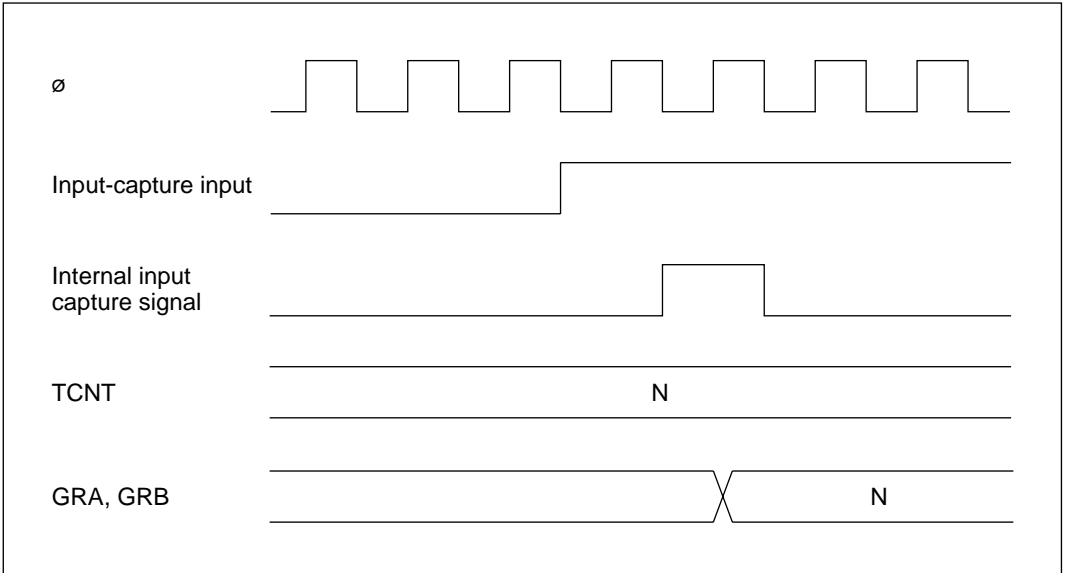 ø
Input-capture input
Internal input
capture signal
TCNT
N
GRA, GRB
N